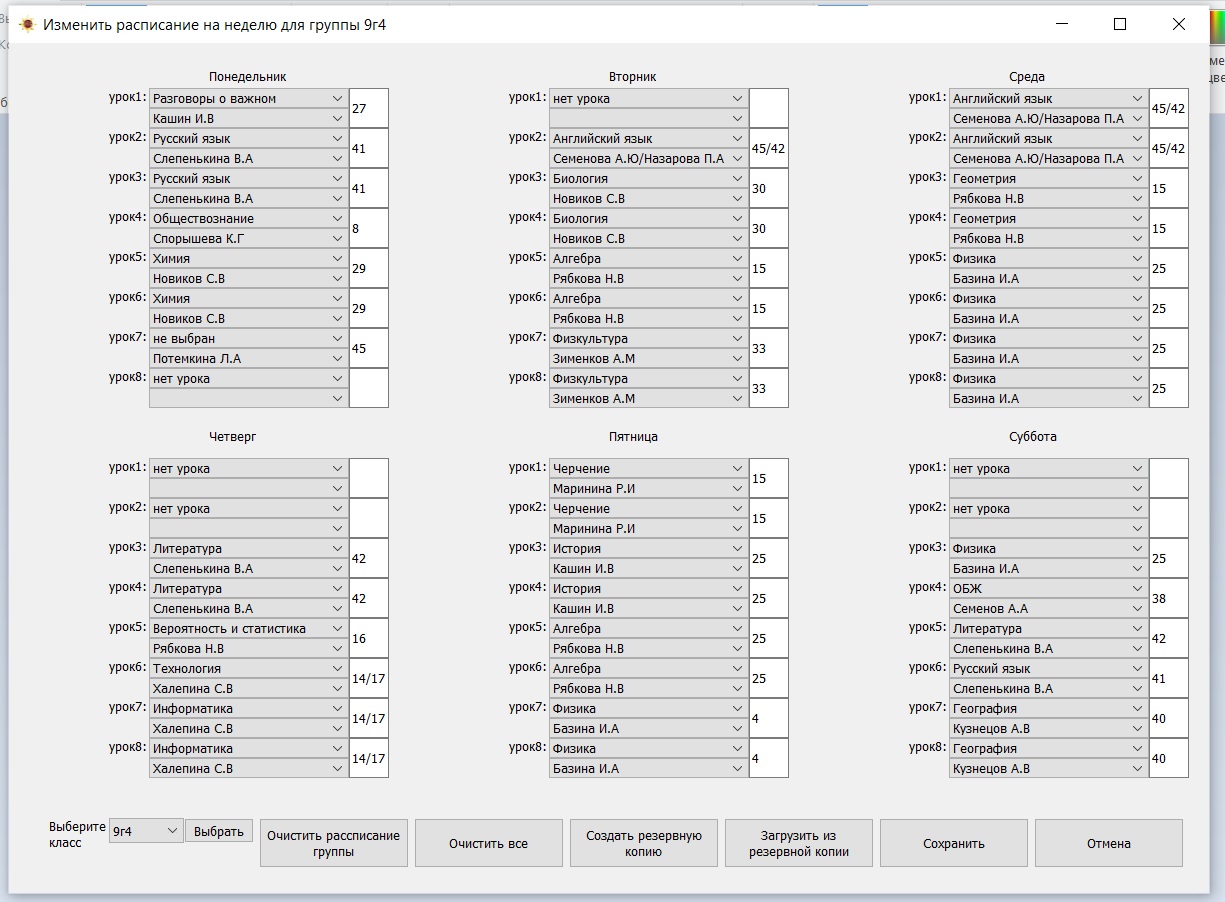 Изменить расписание на неделю для группы 9г4
Понедельник
урок1: Разговоры о важном 27
Кашин И.В
урок2: Русский язык 41
Слепенькина В.А
урок3: Русский язык 41
Слепенькина В.А
урок4: Обществознание 8
Спорышева К.Г
урок5: Химия 29
Новиков С.В
урок6: Химия 29
Новиков С.В
урок7: не выбран 45
Потемкина Л.А
урок8: нет урока
Вторник
урок1: нет урока
урок2: Английский язык 45/42
Семенова А.Ю/Назарова П.А
урок3: Биология 30
Новиков С.В
урок4: Биология 30
Новиков С.В
урок5: Алгебра 15
Рябкова Н.В
урок6: Алгебра 15
Рябкова Н.В
урок7: Физкультура 33
Зименков А.М
урок8: Физкультура 33
Зименков А.М
Среда
урок1: Английский язык 45/42
Семенова А.Ю/Назарова П.А
урок2: Английский язык 45/42
Семенова А.Ю/Назарова П.А
урок3: Геометрия 15
Рябкова Н.В
урок4: Геометрия 15
Рябкова Н.В
урок5: Физика 25
Базина И.А
урок6: Физика 25
Базина И.А
урок7: Физика 25
Базина И.А
урок8: Физика 25
Базина И.А
Четверг
урок1: нет урока
урок2: нет урока
урок3: Литература 42
Слепенькина В.А
урок4: Литература 42
Слепенькина В.А
урок5: Вероятность и статистика 16
Рябкова Н.В
урок6: Технология 14/17
Халепина С.В
урок7: Информатика 14/17
Халепина С.В
урок8: Информатика 14/17
Халепина С.В
Пятница
урок1: Черчение 15
Маринина Р.И
урок2: Черчение 15
Маринина Р.И
урок3: История 25
Кашин И.В
урок4: История 25
Кашин И.В
урок5: Алгебра 25
Рябкова Н.В
урок6: Алгебра 25
Рябкова Н.В
урок7: Физика 4
Базина И.А
урок8: Физика 4
Базина И.А
Суббота
урок1: нет урока
урок2: нет урока
урок3: Физика 25
Базина И.А
урок4: ОБЖ 38
Семенов А.А
урок5: Литература 42
Слепенькина В.А
урок6: Русский язык 41
Слепенькина В.А
урок7: География 40
Кузнецов А.В
урок8: География 40
Кузнецов А.В
Выберите
класс
9г4
Выбрать
Очистить рассписание
группы
Очистить все
Создать резервную
копию
Загрузить из
резервной копии
Сохранить
Отмена